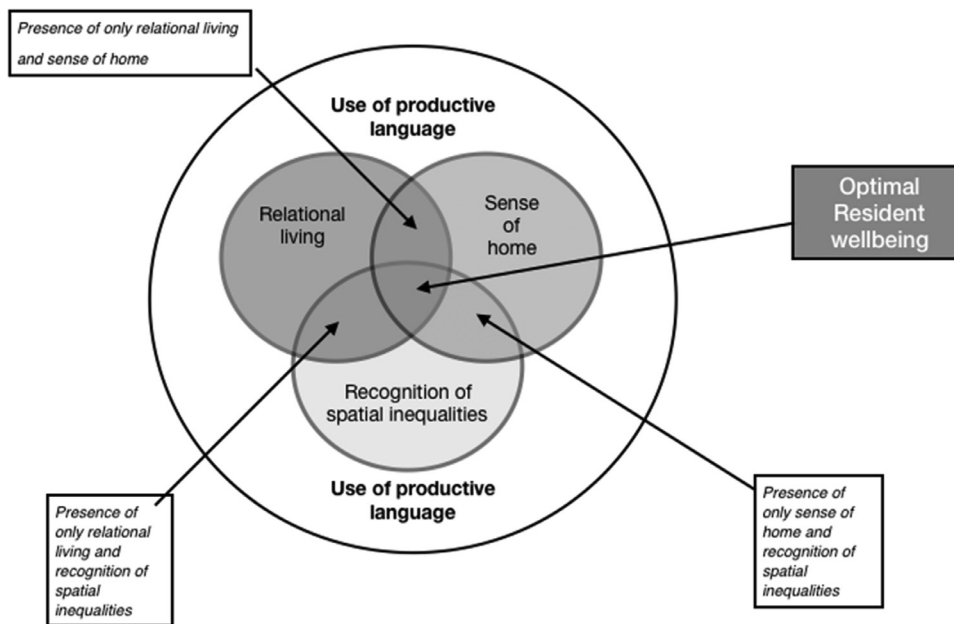 Presence of only relational living
and sense of home
Use of productive
language
Relational
living
Sense
of
home
Optimal
Resident
wellbeing
Recognition of
spatial inequalities
Use of productive
language
Presence of
only relational
living and
recognition of
spatial
inequalities
Presence of
only sense of
home and
recognition of
spatial
inequalities